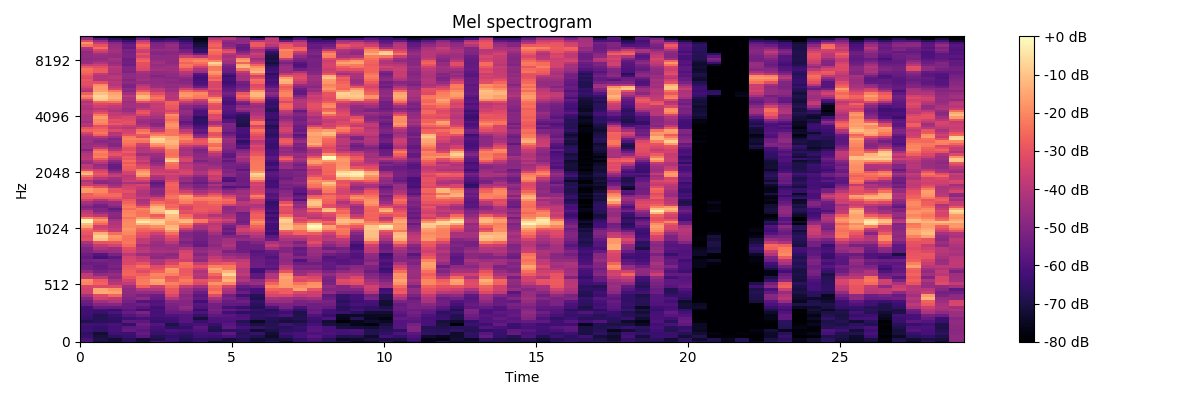 Mel spectrogram
8192
4096
2048
1024
512
0
Hz
0 5 10 15 20 25
Time
+0 dB
-10 dB
-20 dB
-30 dB
-40 dB
-50 dB
-60 dB
-70 dB
-80 dB